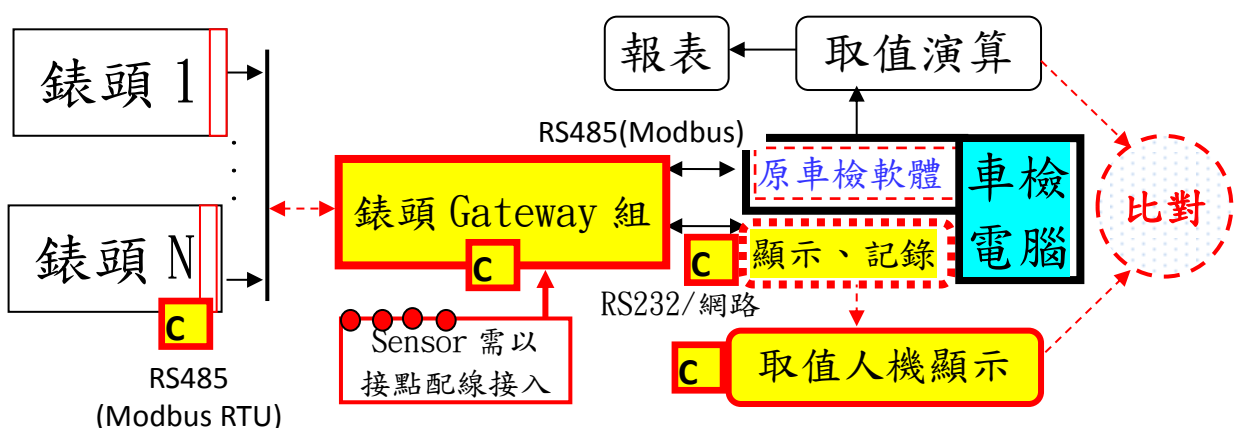 錶頭 1
錶頭 N
C
RS485
(Modbus RTU)
錶頭 Gateway 組
C
Sensor 需以
接點配線接入
RS485(Modbus)
報表
取值演算
原車檢軟體
車檢
電腦
顯示、記錄
C
RS232/網路
C
取值人機顯示
比對